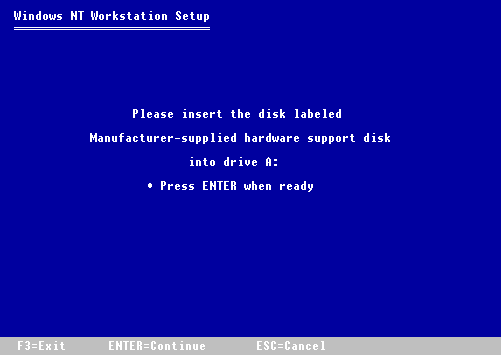 Windows NT Workstation Setup
Please insert the disk labeled
Manufacturer-supplied hardware support disk
into drive A:
• Press ENTER when ready
F3=Exit ENTER=Continue ESC=Cancel